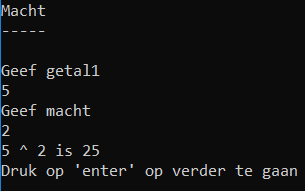 Macht
-----
Geef getal1
5
Geef macht
2
5 ^ 2 is 25
Druk op 'enter' op verder te gaan